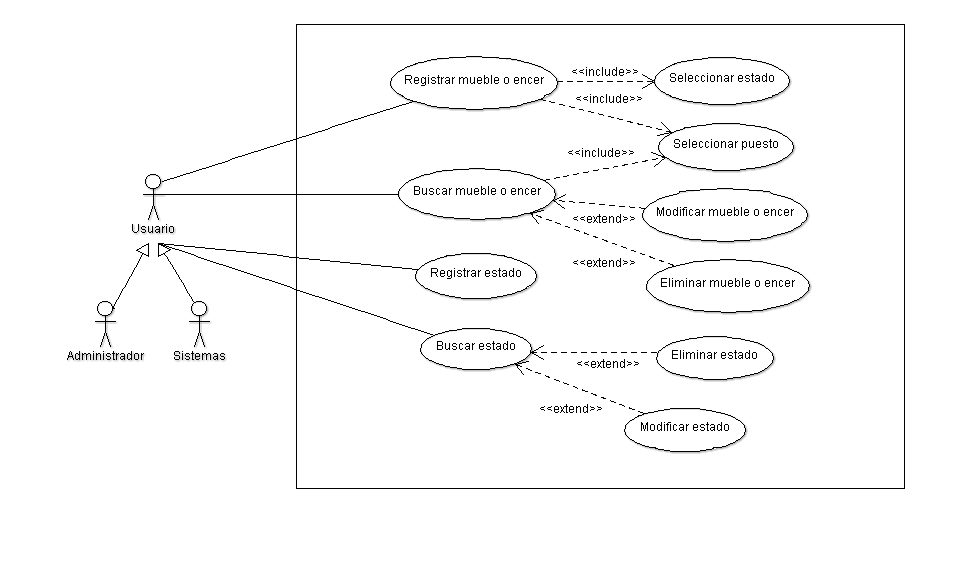 Registrar mueble o encer
<<include>>
Seleccionar estado
<<include>>
Seleccionar puesto
<<include>>
Buscar mueble o encer
Modificar mueble o encer
<<extend>>
Usuario
<<extend>>
Registrar estado
Eliminar mueble o encer
Administrador
Sistemas
Buscar estado
Eliminar estado
<<extend>>
<<extend>>
Modificar estado